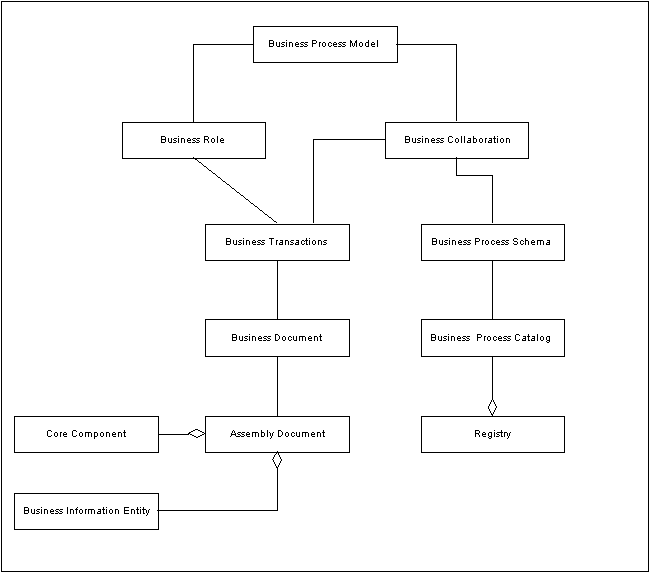 Business Process Model
Business Role
Business Collaboration
Business Transactions
Business Process Schema
Business Document
Business  Process Catalog
Core Component
Assembly Document
Registry
Business Information Entity